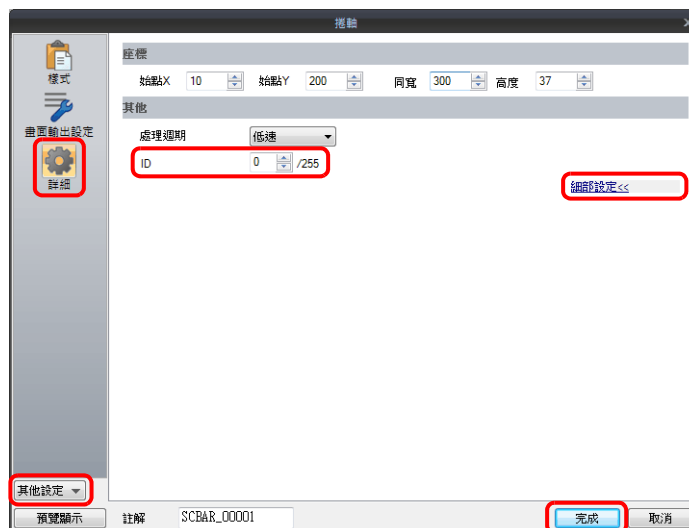 捲軸
樣式
畫面輸出設定
詳細
座標
始點X 10 始點Y 200 同寬 300 高度 37
其他
處理週期 低速
ID 0 /255
細部設定<<
其他設定
預覽顯示 註解 SCBAR_00001 完成 取消